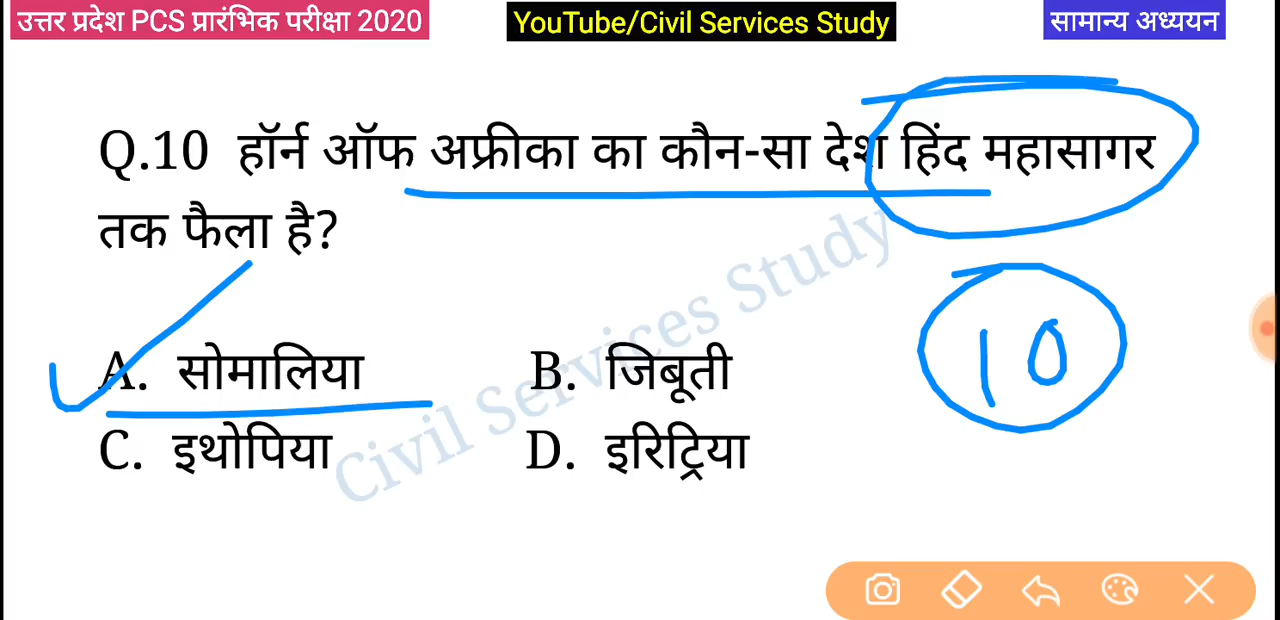 उत्तर प्रदेश PCS प्रारंभिक परीक्षा 2020
YouTube/Civil Services Study
सामान्य अध्ययन
Q.10 हॉर्न ऑफ अफ्रीका का कौन-सा देश हिंद महासागर
तक फैला है?
A. सोमालिया
B. जिबूती
C. इथोपिया
D. इरिट्रिया
10
Civil Services Study